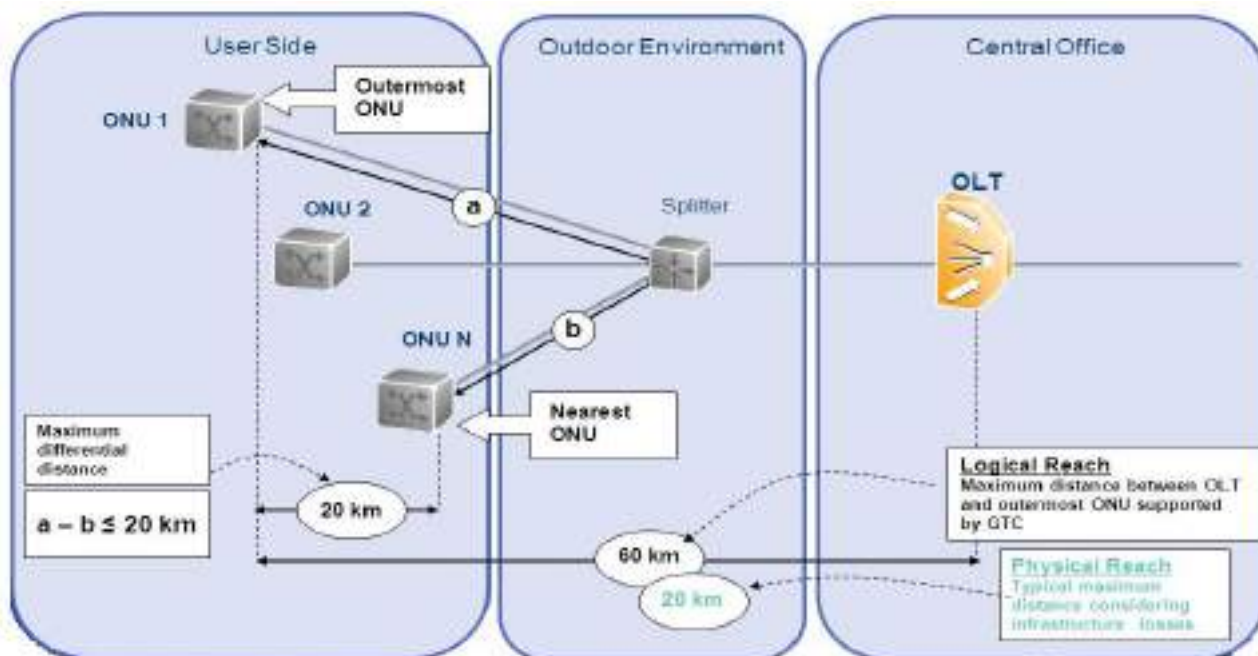 User Side
Outdoor Environment
Central Office
Outermost
ONU
ONU 1
OLT
a
Splitter
ONU 2
b
ONU N
Nearest
ONU
Maximum
differential
distance
a – b ≤ 20 km
20 km
Logical Reach
Maximum distance between OLT
and outermost ONU supported
by GTC
60 km
20 km
Physical Reach
Typical maximum
distance considering
infrastructure losses